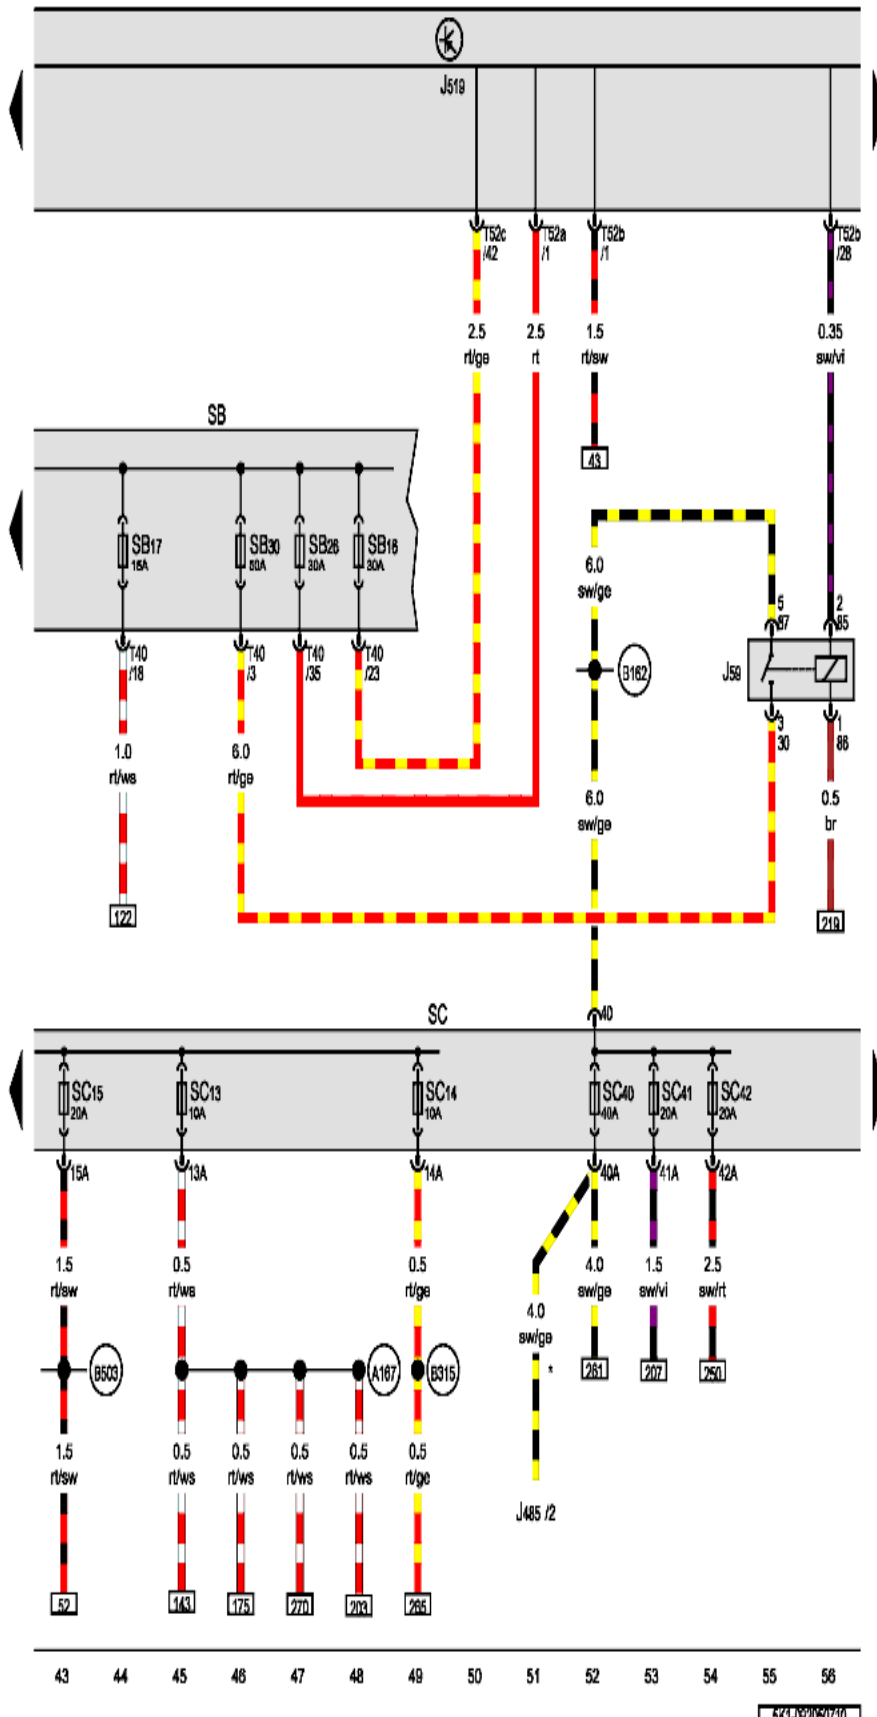 J519
T52c
/42
T52a
/1
T52b
/1
T52b
/28
2.5
rt/ge
2.5
rt
1.5
rt/sw
0.35
sw/vi
SB
43
SB17
15A
SB30
50A
SB26
30A
SB16
30A
6.0
sw/ge
5
87
2
85
T40
/18
T40
/3
T40
/35
T40
/23
B162
J59
3
30
1
86
1.0
rt/ws
6.0
rt/ge
6.0
sw/ge
0.5
br
122
219
SC
40
SC15
20A
SC13
10A
SC14
10A
SC40
40A
SC41
20A
SC42
20A
15A
13A
14A
40A
41A
42A
1.5
rt/sw
0.5
rt/ws
0.5
rt/ge
4.0
sw/ge
4.0
sw/ge
1.5
sw/vi
2.5
sw/rt
B503
A167
B315
*
261
207
250
1.5
rt/sw
0.5
rt/ws
0.5
rt/ws
0.5
rt/ws
0.5
rt/ws
0.5
rt/ge
J485 /2
52
143
175
270
203
265
43 44 45 46 47 48 49 50 51 52 53 54 55 56